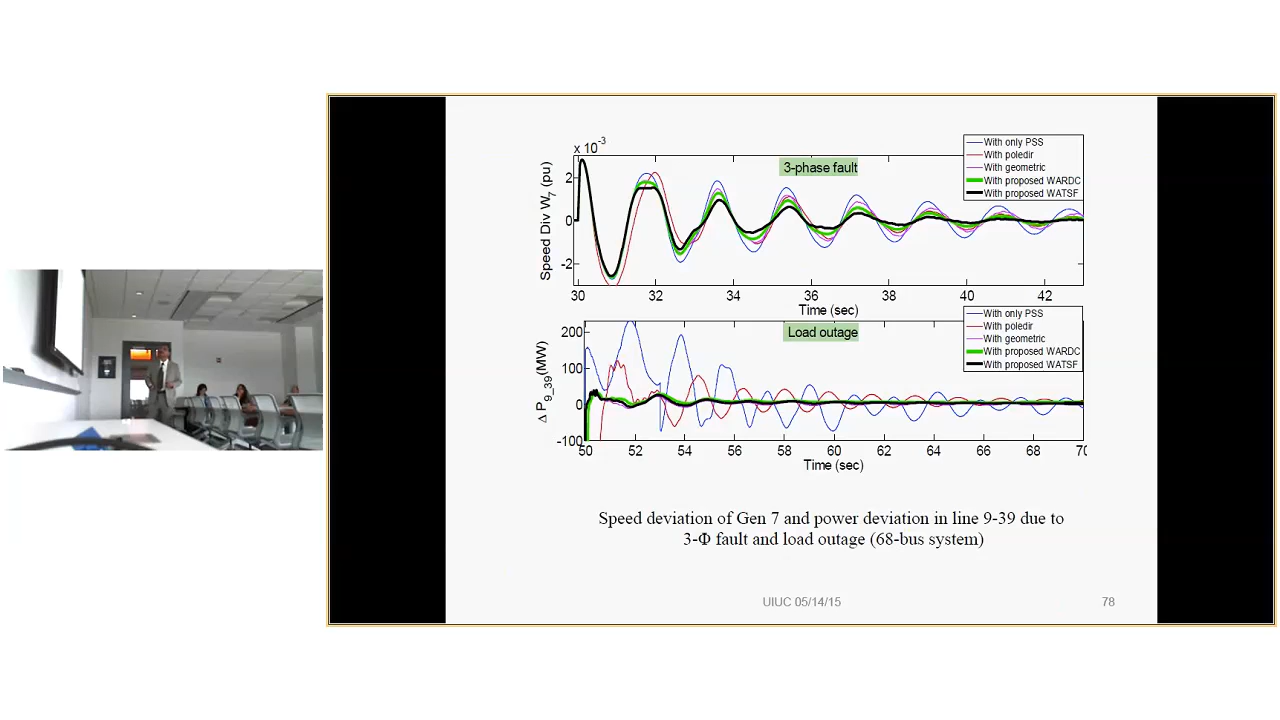 x 10⁻³
3-phase fault
With only PSS
With poledir
With geometric
With proposed WARDC
With proposed WATSF
Speed Div W7 (pu)
2
0
-2
30 32 34 36 38 40 42
Time (sec)
Load outage
With only PSS
With poledir
With geometric
With proposed WARDC
With proposed WATSF
Δ P9_39(MW)
200
100
0
-100
50 52 54 56 58 60 62 64 66 68 70
Time (sec)
Speed deviation of Gen 7 and power deviation in line 9-39 due to
3-Φ fault and load outage (68-bus system)
UIUC 05/14/15
78